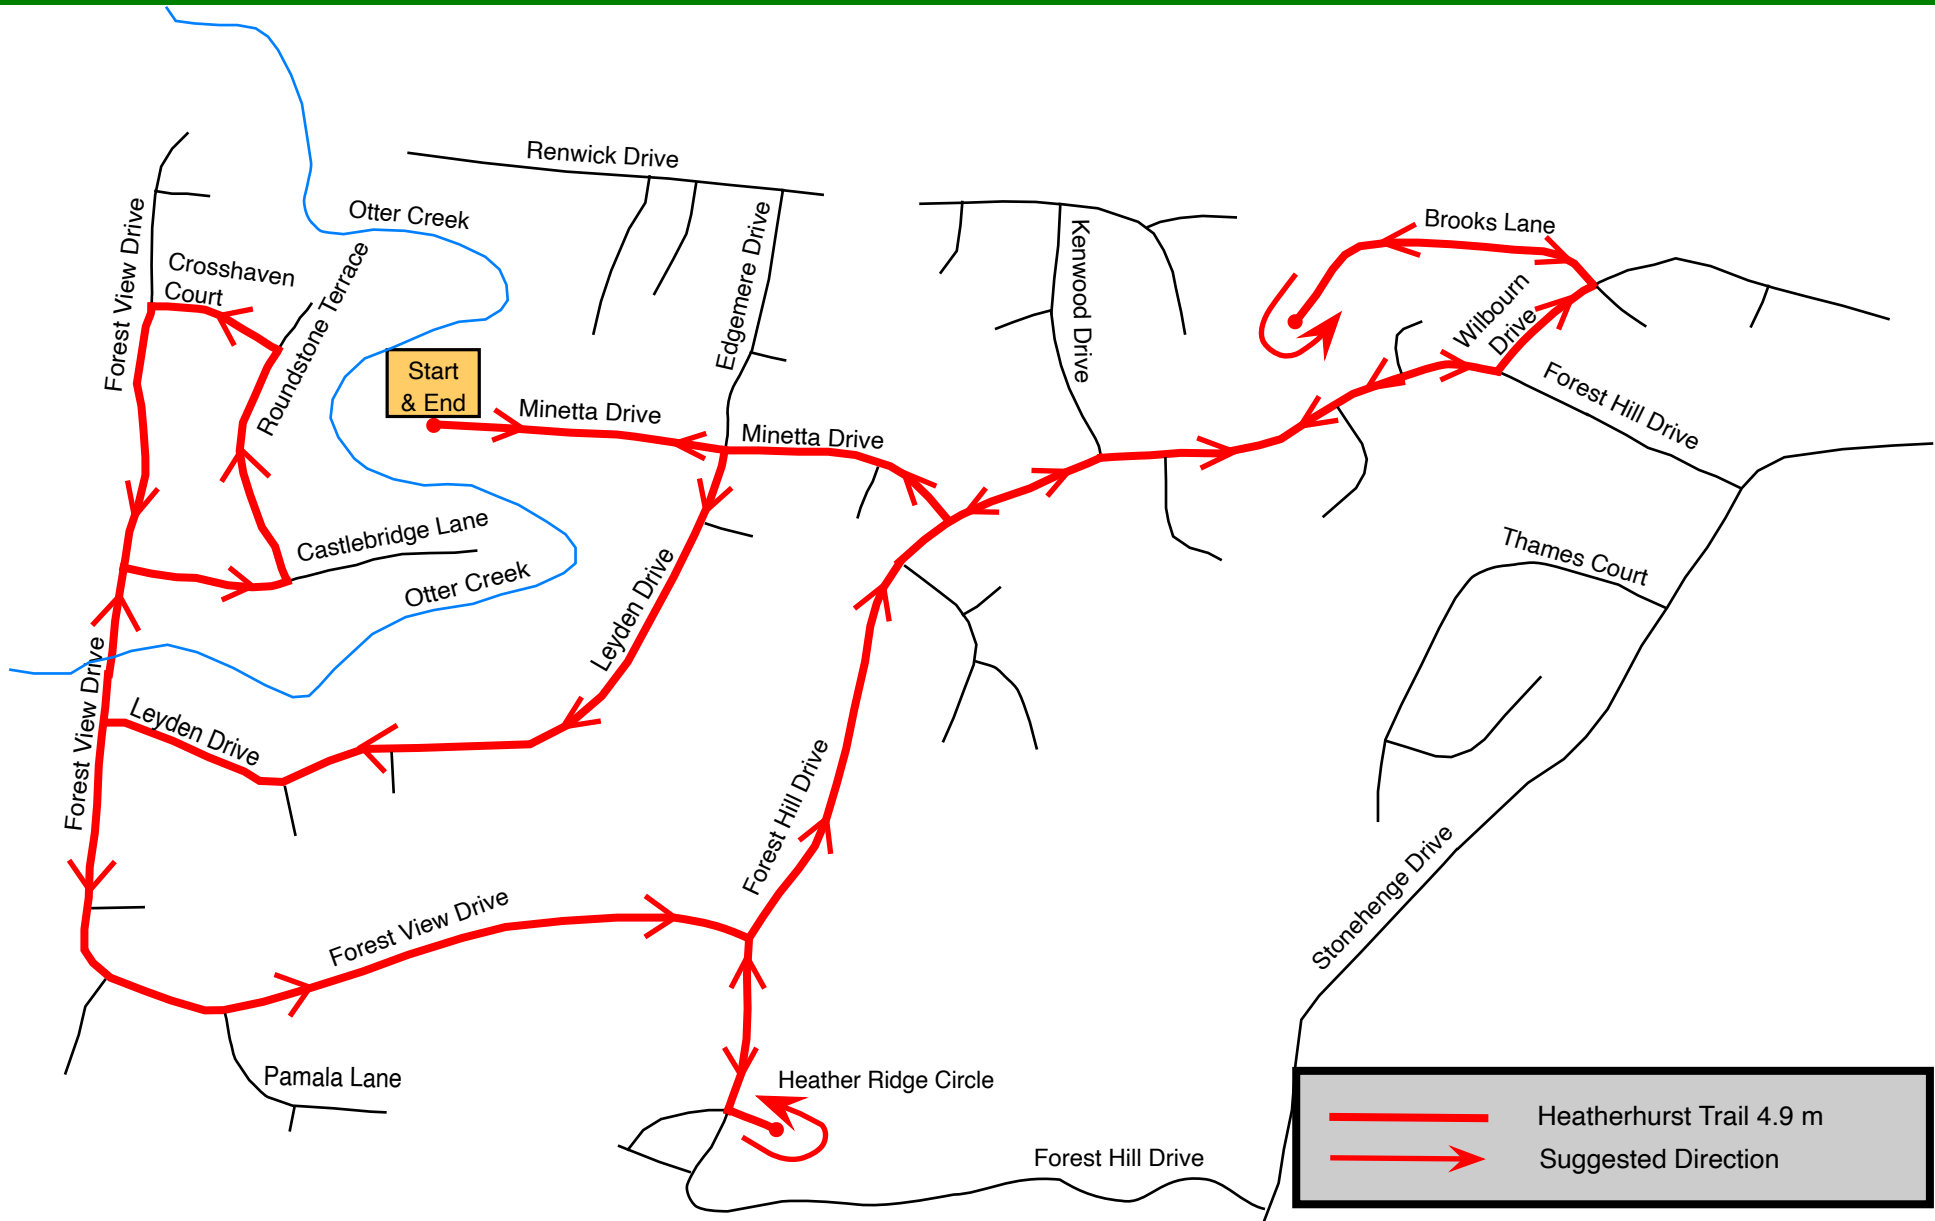 Renwick Drive
Otter Creek
Forest View Drive
Crosshaven
Court
Roundstone Terrace
Edgemere Drive
Kenwood Drive
Brooks Lane
Wilbourn
Drive
Start
& End
Minetta Drive
Minetta Drive
Forest Hill Drive
Castlebridge Lane
Otter Creek
Leyden Drive
Thames Court
Forest View Drive
Leyden Drive
Forest Hill Drive
Stonehenge Drive
Forest View Drive
Pamala Lane
Heather Ridge Circle
Forest Hill Drive
Heatherhurst Trail 4.9 m
Suggested Direction